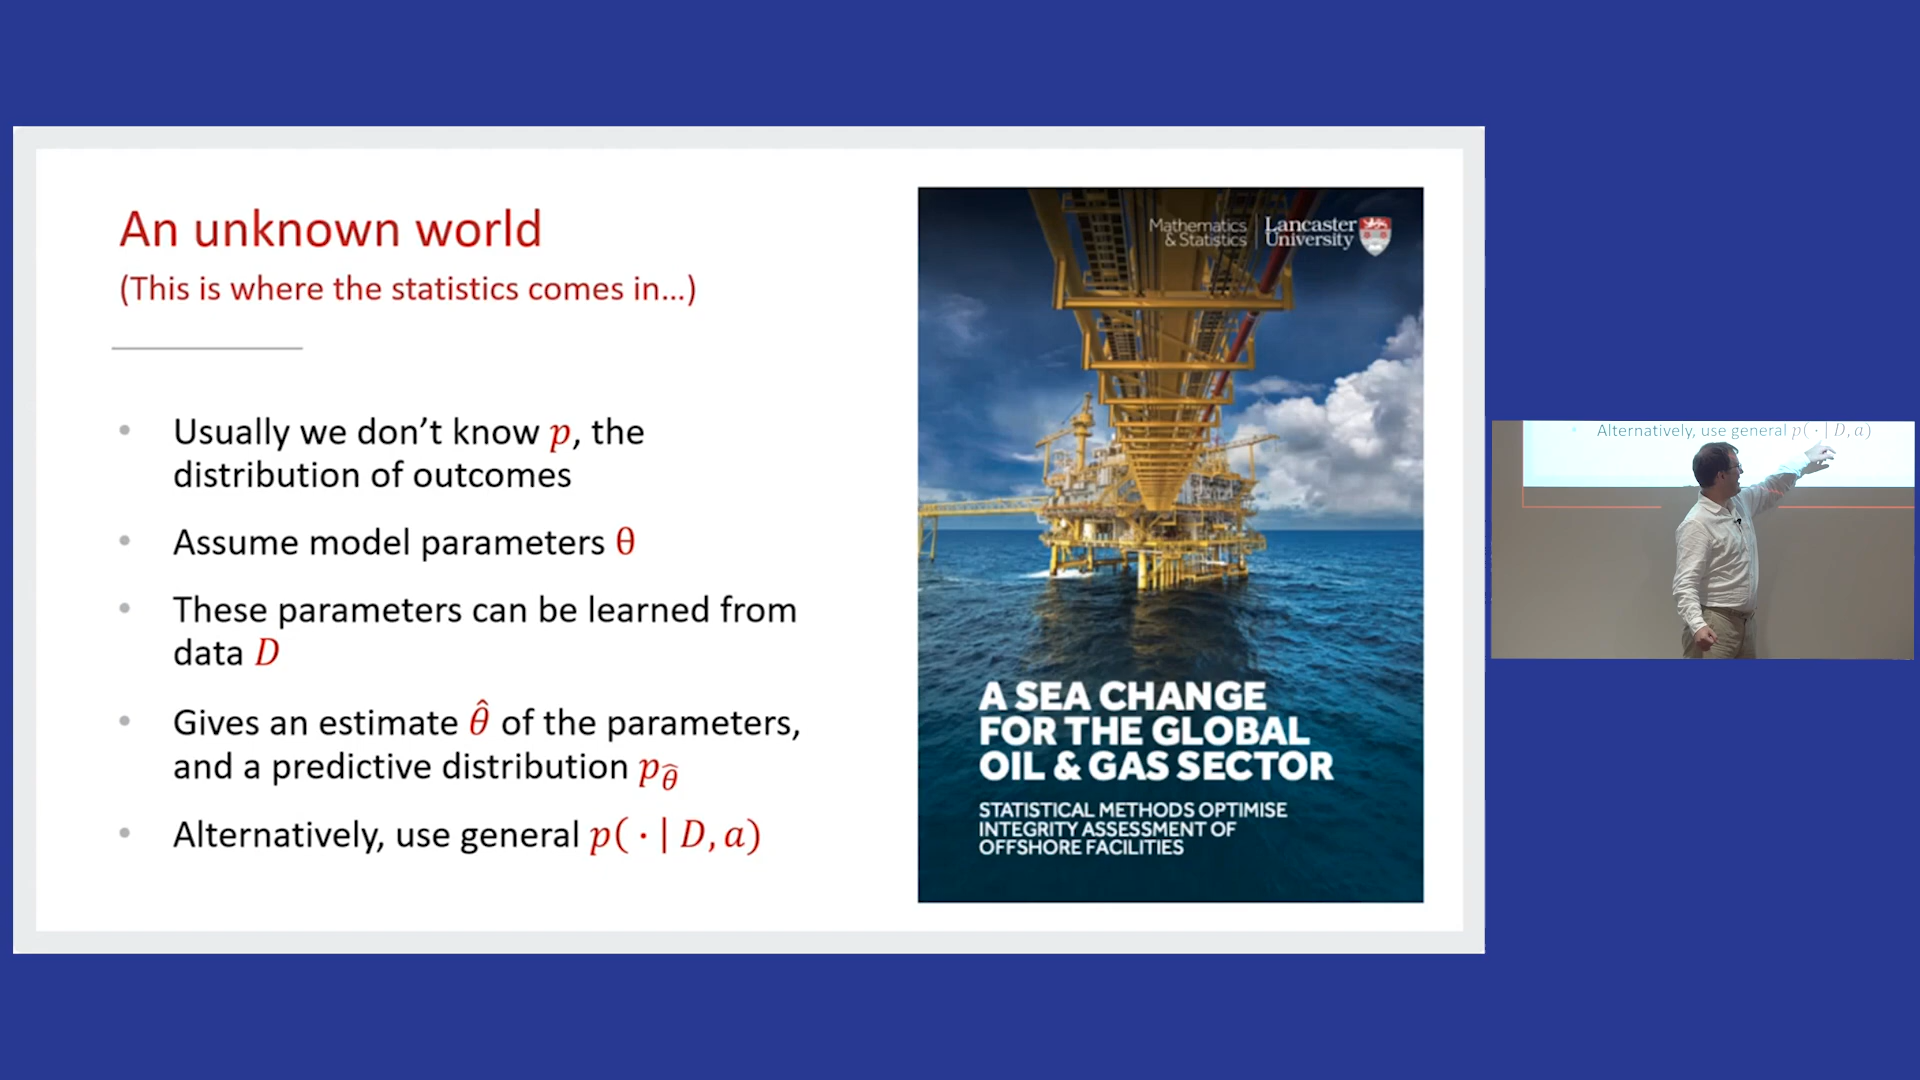 An unknown world
(This is where the statistics comes in...)
• Usually we don't know p, the
distribution of outcomes
• Assume model parameters θ
• These parameters can be learned from
data D
• Gives an estimate θ̂ of the parameters,
and a predictive distribution p_θ̂
• Alternatively, use general p( · | D, a)
Mathematics
& Statistics
Lancaster
University
A SEA CHANGE
FOR THE GLOBAL
OIL & GAS SECTOR
STATISTICAL METHODS OPTIMISE
INTEGRITY ASSESSMENT OF
OFFSHORE FACILITIES
• Alternatively, use general p( · | D, a)